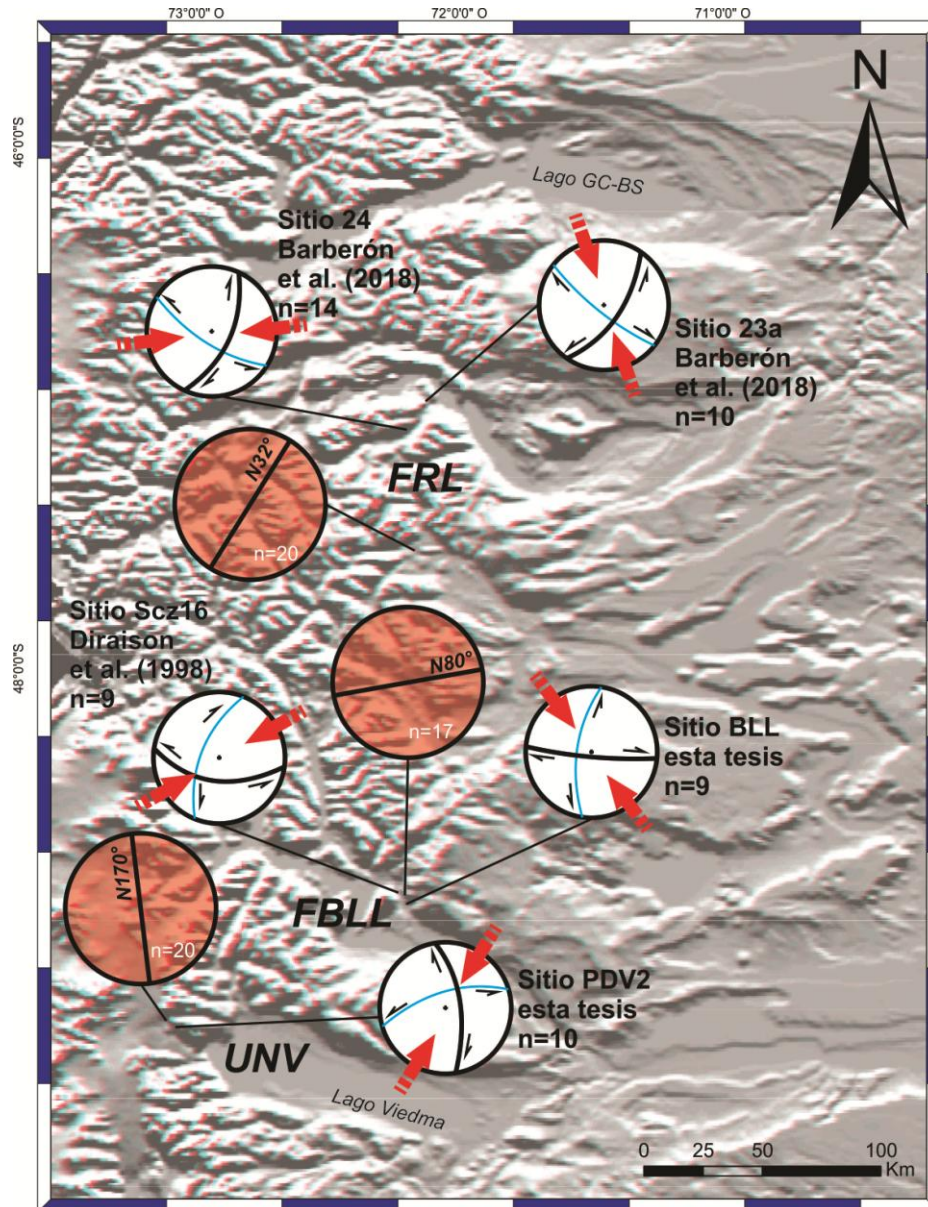 73°0'0" O
72°0'0" O
71°0'0" O
N
46°0'0"S
Lago GC-BS
Sitio 24
Barberón
et al. (2018)
n=14
Sitio 23a
Barberón
et al. (2018)
n=10
N32°
n=20
FRL
Sitio Scz16
Diraison
et al. (1998)
n=9
48°0'0"S
N80°
n=17
Sitio BLL
esta tesis
n=9
N170°
n=20
FBLL
Sitio PDV2
esta tesis
n=10
UNV
Lago Viedma
0 25 50 100
Km